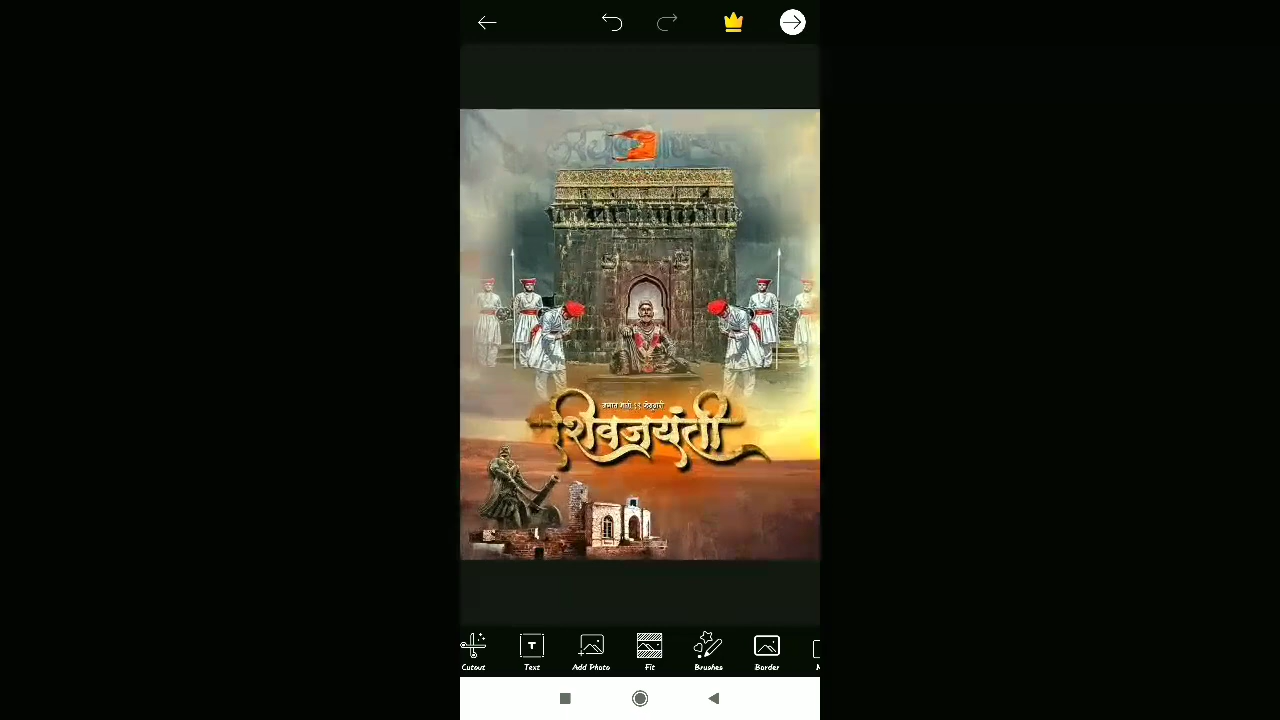 शिवजयंती
Cutout Text Add Photo Fit Brushes Border